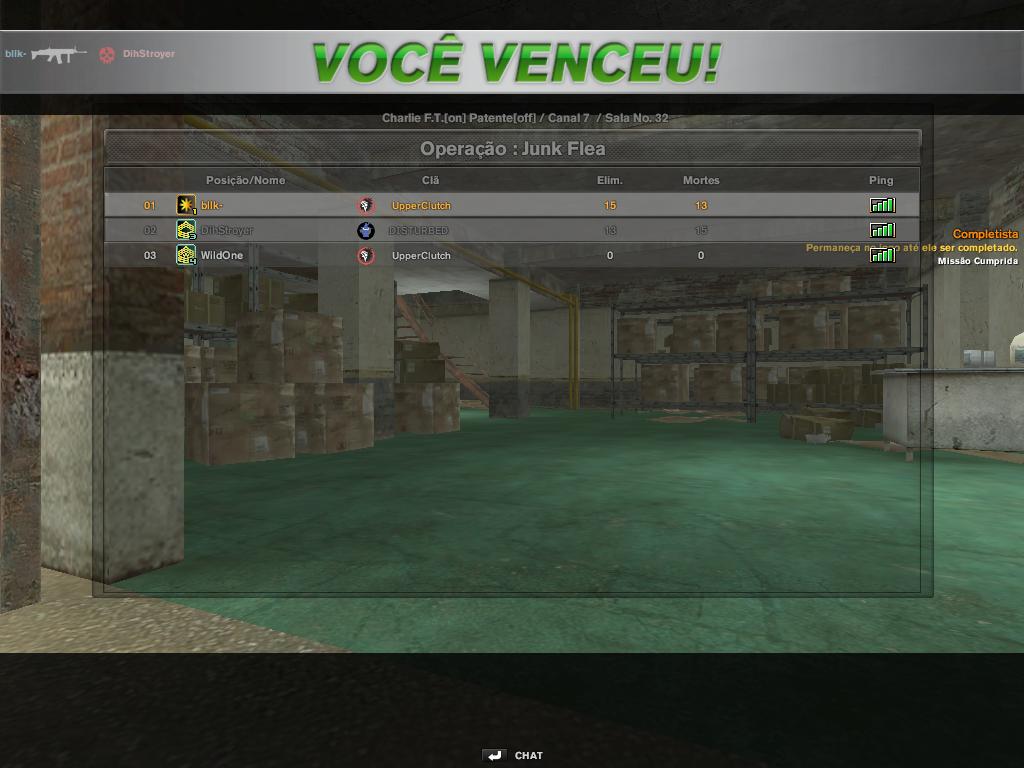 blik- DihStroyer
VOCÊ VENCEU!
Charlie F.T.[on] Patente[off] / Canal 7 / Sala No. 32
Operação : Junk Flea
Posição/Nome Clã Elim. Mortes Ping
01 blik- UpperClutch 15 13
02 DihStroyer DISTURBED 13 15
03 WildOne UpperClutch 0 0
Completista
Permaneça no jogo até ele ser completado.
Missão Cumprida
CHAT